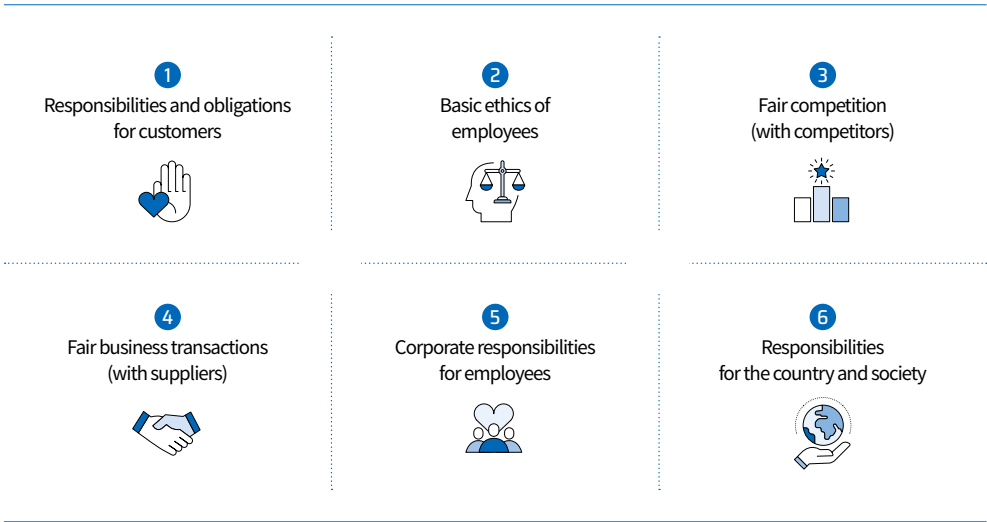 1
Responsibilities and obligations
for customers
2
Basic ethics of
employees
3
Fair competition
(with competitors)
4
Fair business transactions
(with suppliers)
5
Corporate responsibilities
for employees
6
Responsibilities
for the country and society